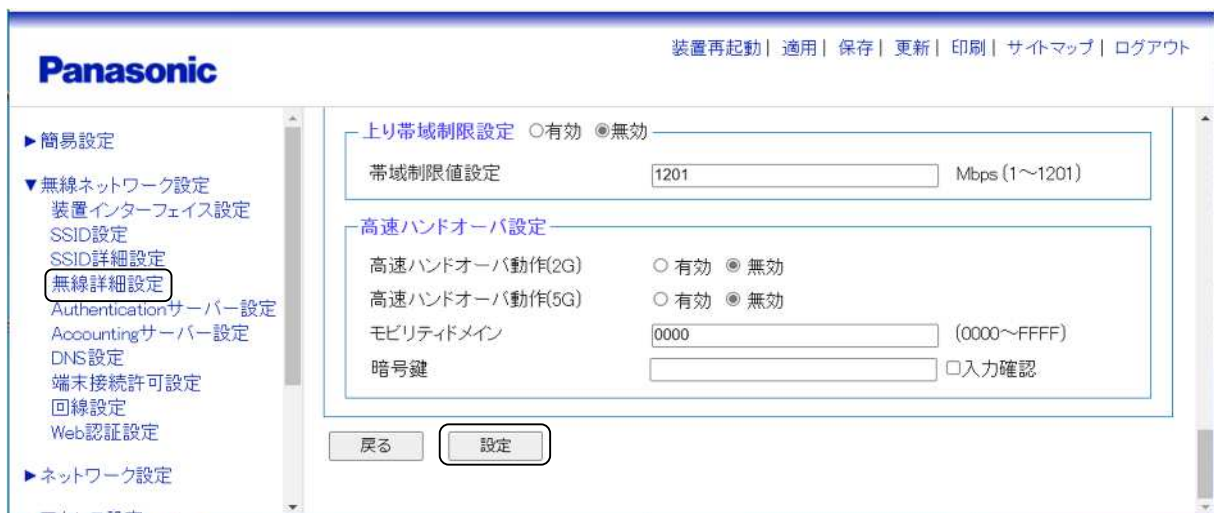 Panasonic
装置再起動| 適用| 保存| 更新| 印刷| サイトマップ| ログアウト
▶簡易設定
▼無線ネットワーク設定
装置インターフェイス設定
SSID設定
SSID詳細設定
無線詳細設定
Authenticationサーバー設定
Accountingサーバー設定
DNS設定
端末接続許可設定
回線設定
Web認証設定
▶ネットワーク設定
上り帯域制限設定 ○有効 ◉無効
帯域制限値設定 1201 Mbps (1～1201)
高速ハンドオーバ設定
高速ハンドオーバ動作(2G) ○ 有効 ◉ 無効
高速ハンドオーバ動作(5G) ○ 有効 ◉ 無効
モビリティドメイン 0000 (0000～FFFF)
暗号鍵 □入力確認
戻る 設定